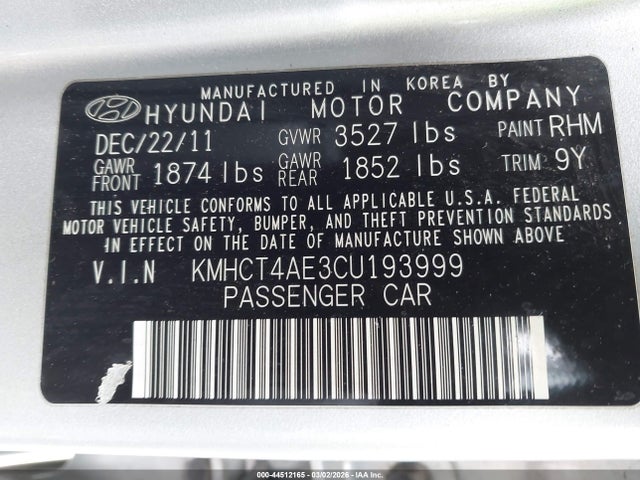 MANUFACTURED IN KOREA BY
HYUNDAI MOTOR COMPANY
DEC/22/11 GVWR 3527 lbs PAINT RHM
GAWR FRONT 1874 lbs GAWR REAR 1852 lbs TRIM 9Y
THIS VEHICLE CONFORMS TO ALL APPLICABLE U.S.A. FEDERAL
MOTOR VEHICLE SAFETY, BUMPER, AND THEFT PREVENTION STANDARDS
IN EFFECT ON THE DATE OF MANUFACTURE SHOWN ABOVE
V.I.N KMHCT4AE3CU193999
PASSENGER CAR
000-44512165 - 03/02/2026 - IAA Inc.